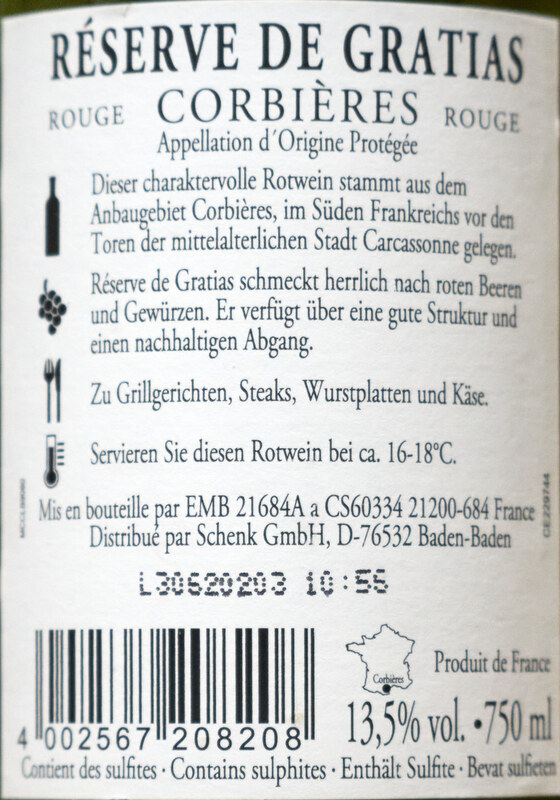 RÉSERVE DE GRATIAS
ROUGE CORBIÈRES ROUGE
Appellation d´Origine Protégée
Dieser charaktervolle Rotwein stammt aus dem
Anbaugebiet Corbières, im Süden Frankreichs vor den
Toren der mittelalterlichen Stadt Carcassonne gelegen.
Réserve de Gratias schmeckt herrlich nach roten Beeren
und Gewürzen. Er verfügt über eine gute Struktur und
einen nachhaltigen Abgang.
Zu Grillgerichten, Steaks, Wurstplatten und Käse.
Servieren Sie diesen Rotwein bei ca. 16-18°C.
Mis en bouteille par EMB 21684A a CS60334 21200-684 France
Distribué par Schenk GmbH, D-76532 Baden-Baden
L30620203 10:55
Corbières
Produit de France
13,5% vol. • 750 ml
4 002567 208208
Contient des sulfites · Contains sulphites · Enthält Sulfite · Bevat sulfieten